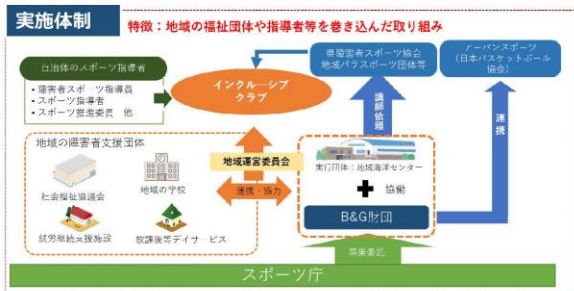 実施体制
特徴：地域の福祉団体や指導者等を巻き込んだ取り組み
自治体のスポーツ指導者
・障害者スポーツ指導員
・スポーツ指導者
・スポーツ推進委員 他
インクルーシブ
クラブ
県障害者スポーツ協会
地域パラスポーツ団体等
アーバンスポーツ
（日本バスケットボール
協会）
講師依頼
連携
地域の障害者支援団体
社会福祉協議会
地域の学校
就労継続支援施設
放課後等デイサービス
地域運営委員会
連携・協力
実行団体：地域海洋センター
協働
B&G財団
事業委託
スポーツ庁